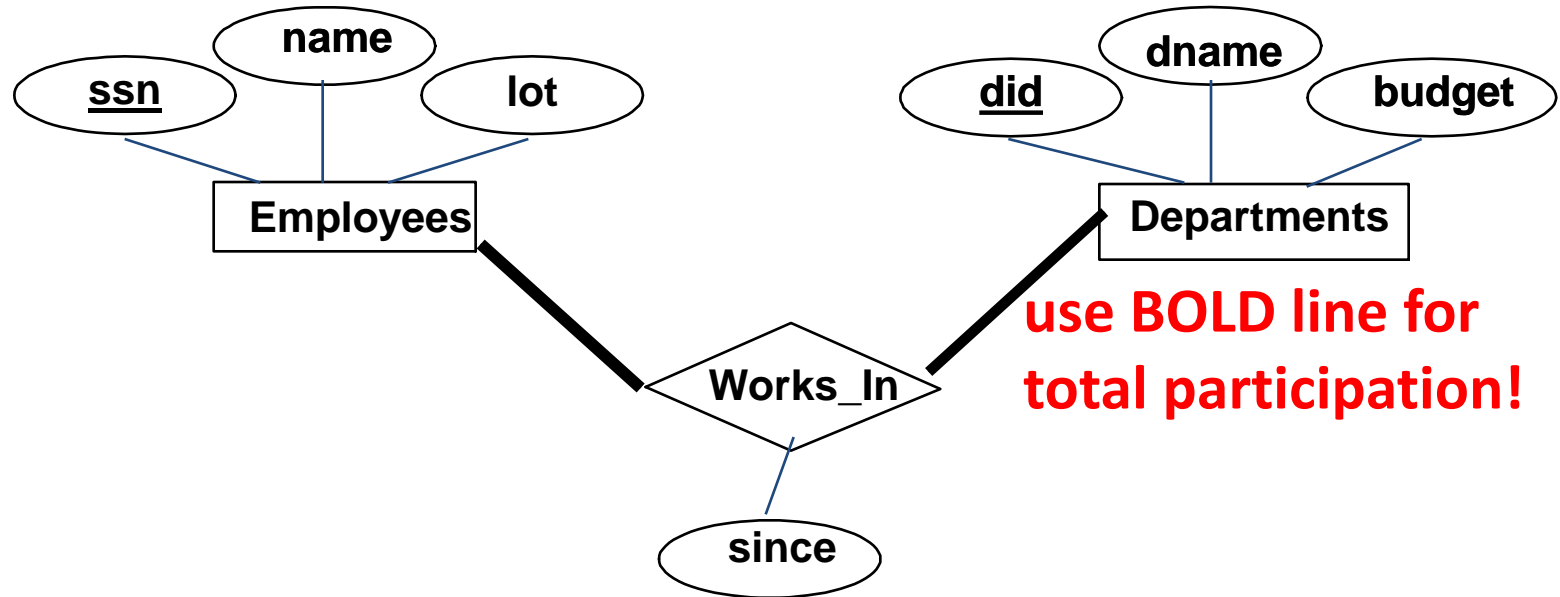 name
ssn
lot
dname
did
budget
Employees
Departments
use BOLD line for
total participation!
Works_In
since